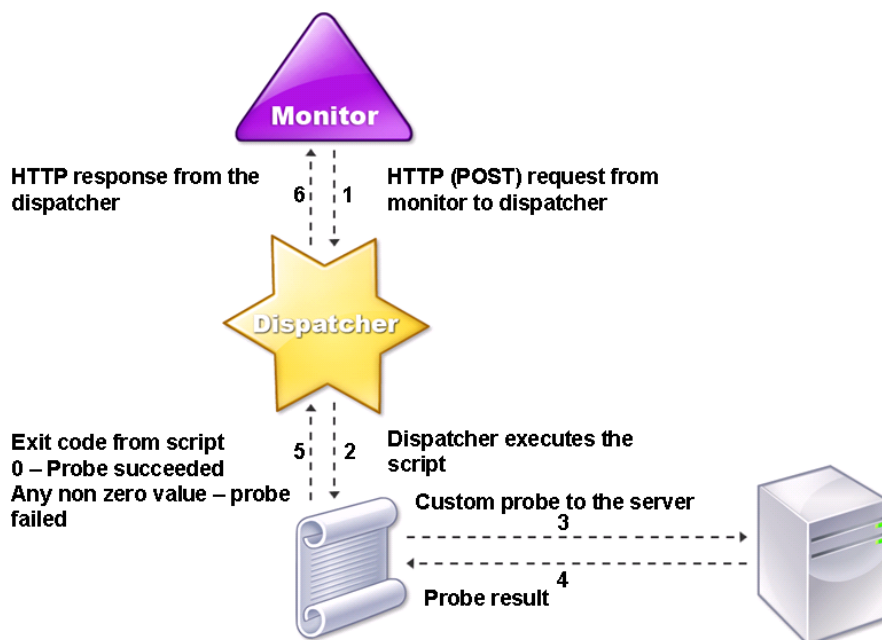 Monitor
HTTP response from the
dispatcher
6
1
HTTP (POST) request from
monitor to dispatcher
Dispatcher
Exit code from script
0 – Probe succeeded
Any non zero value – probe
failed
5
2
Dispatcher executes the
script
Custom probe to the server
3
4
Probe result